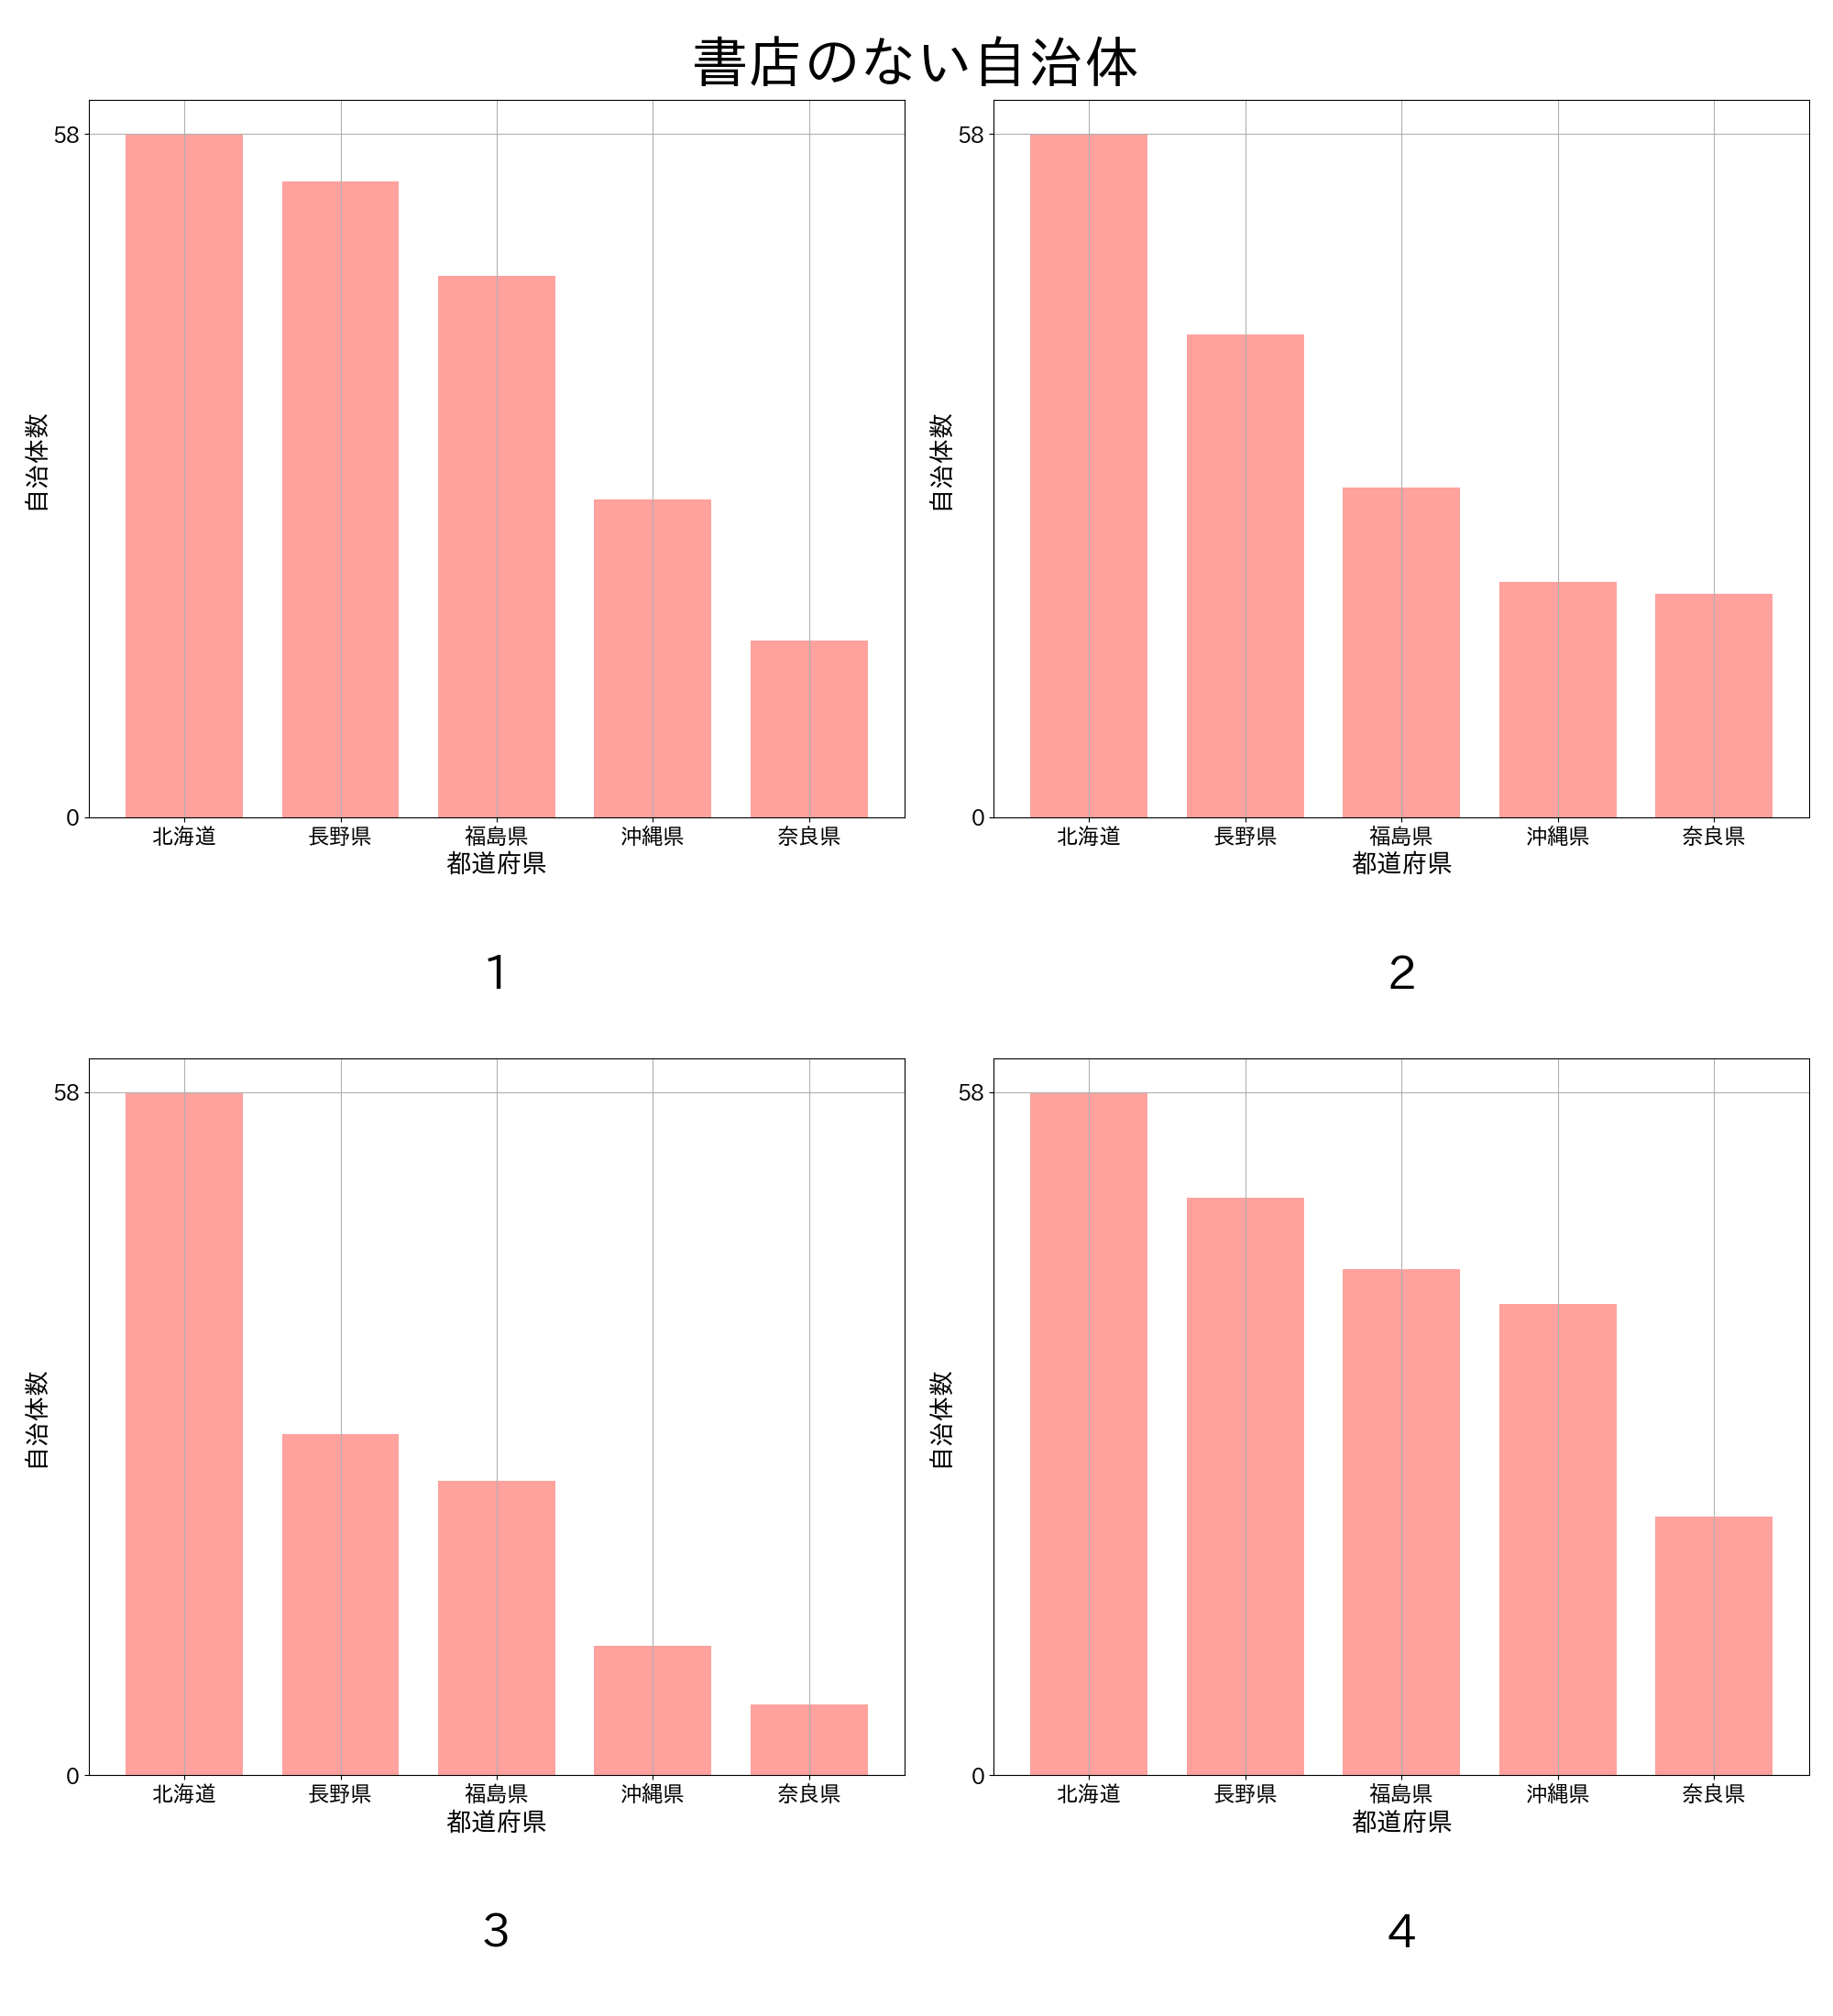 書店のない自治体
58
0
自治体数
北海道 長野県 福島県 沖縄県 奈良県
都道府県
1
58
0
自治体数
北海道 長野県 福島県 沖縄県 奈良県
都道府県
2
58
0
自治体数
北海道 長野県 福島県 沖縄県 奈良県
都道府県
3
58
0
自治体数
北海道 長野県 福島県 沖縄県 奈良県
都道府県
4